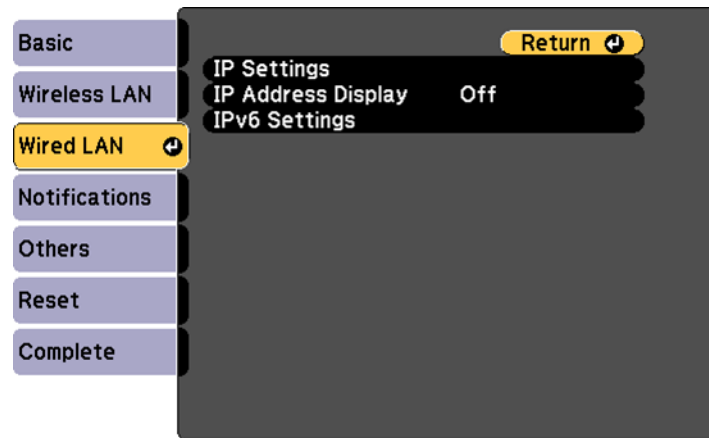 Basic
Wireless LAN
Wired LAN
Notifications
Others
Reset
Complete
Return
IP Settings
IP Address Display Off
IPv6 Settings